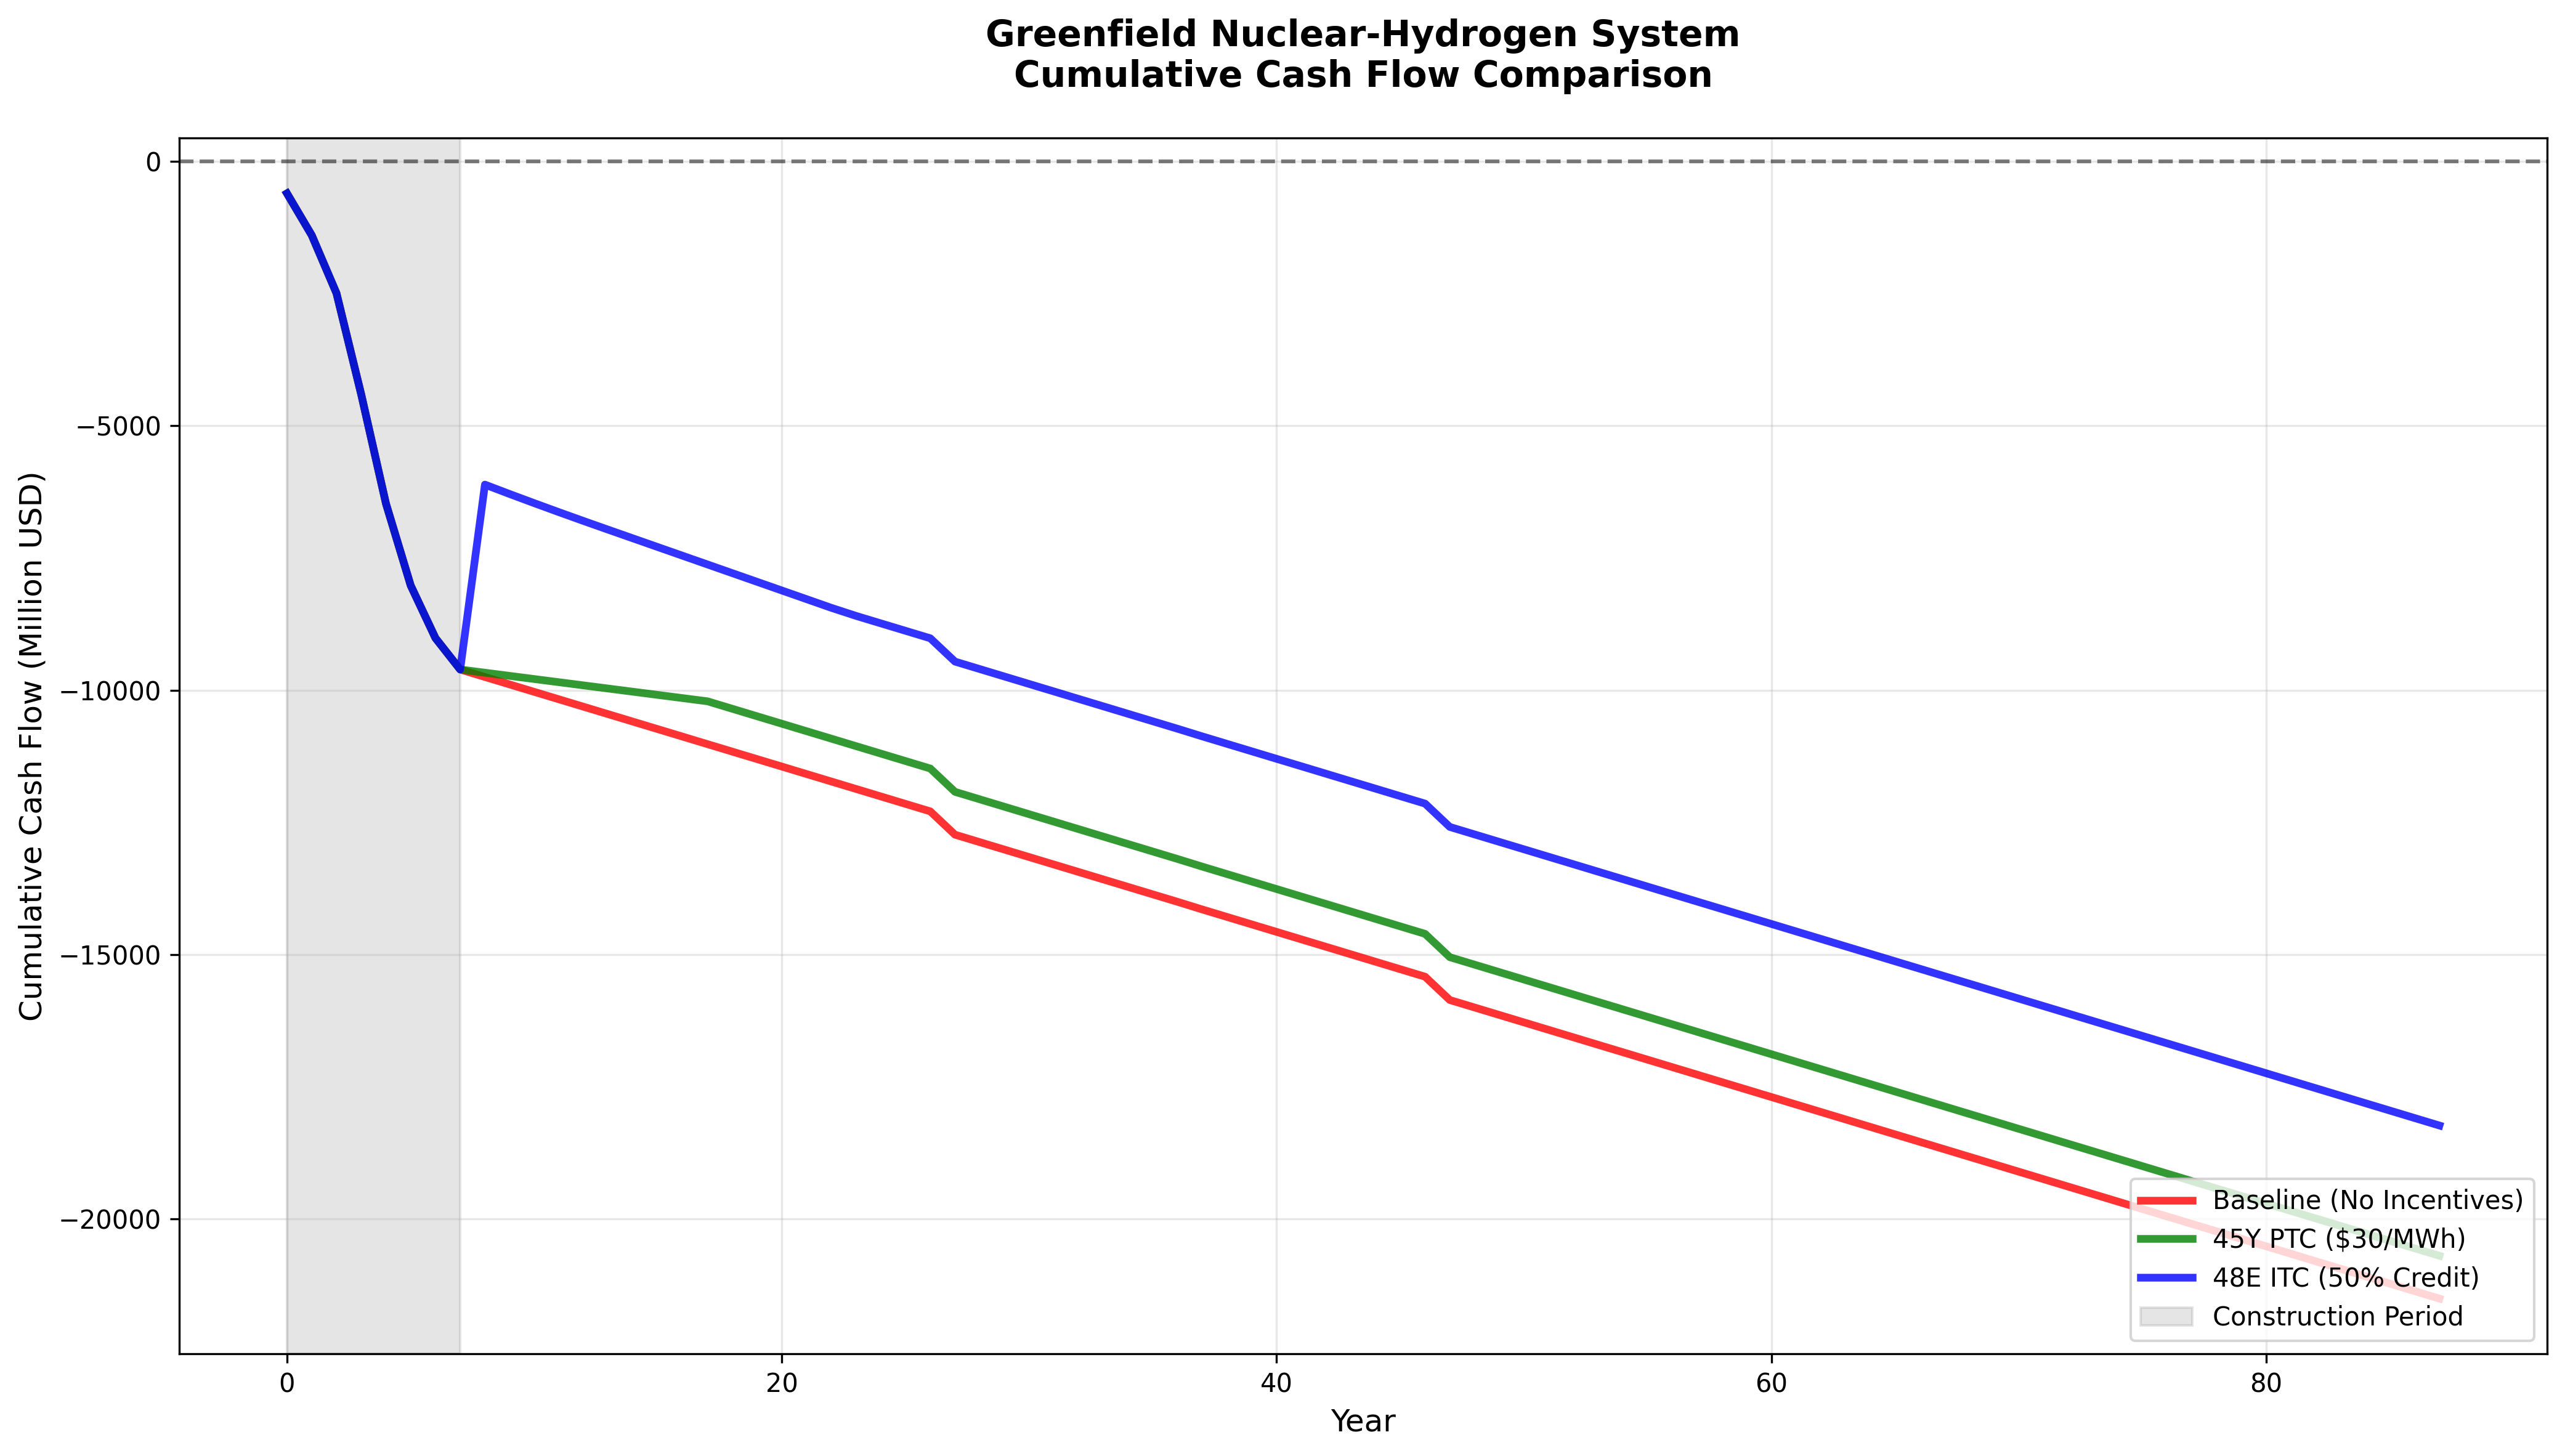 Greenfield Nuclear-Hydrogen System
Cumulative Cash Flow Comparison
Cumulative Cash Flow (Million USD)
0
−5000
−10000
−15000
−20000
0
20
40
60
80
Year
Baseline (No Incentives)
45Y PTC ($30/MWh)
48E ITC (50% Credit)
Construction Period